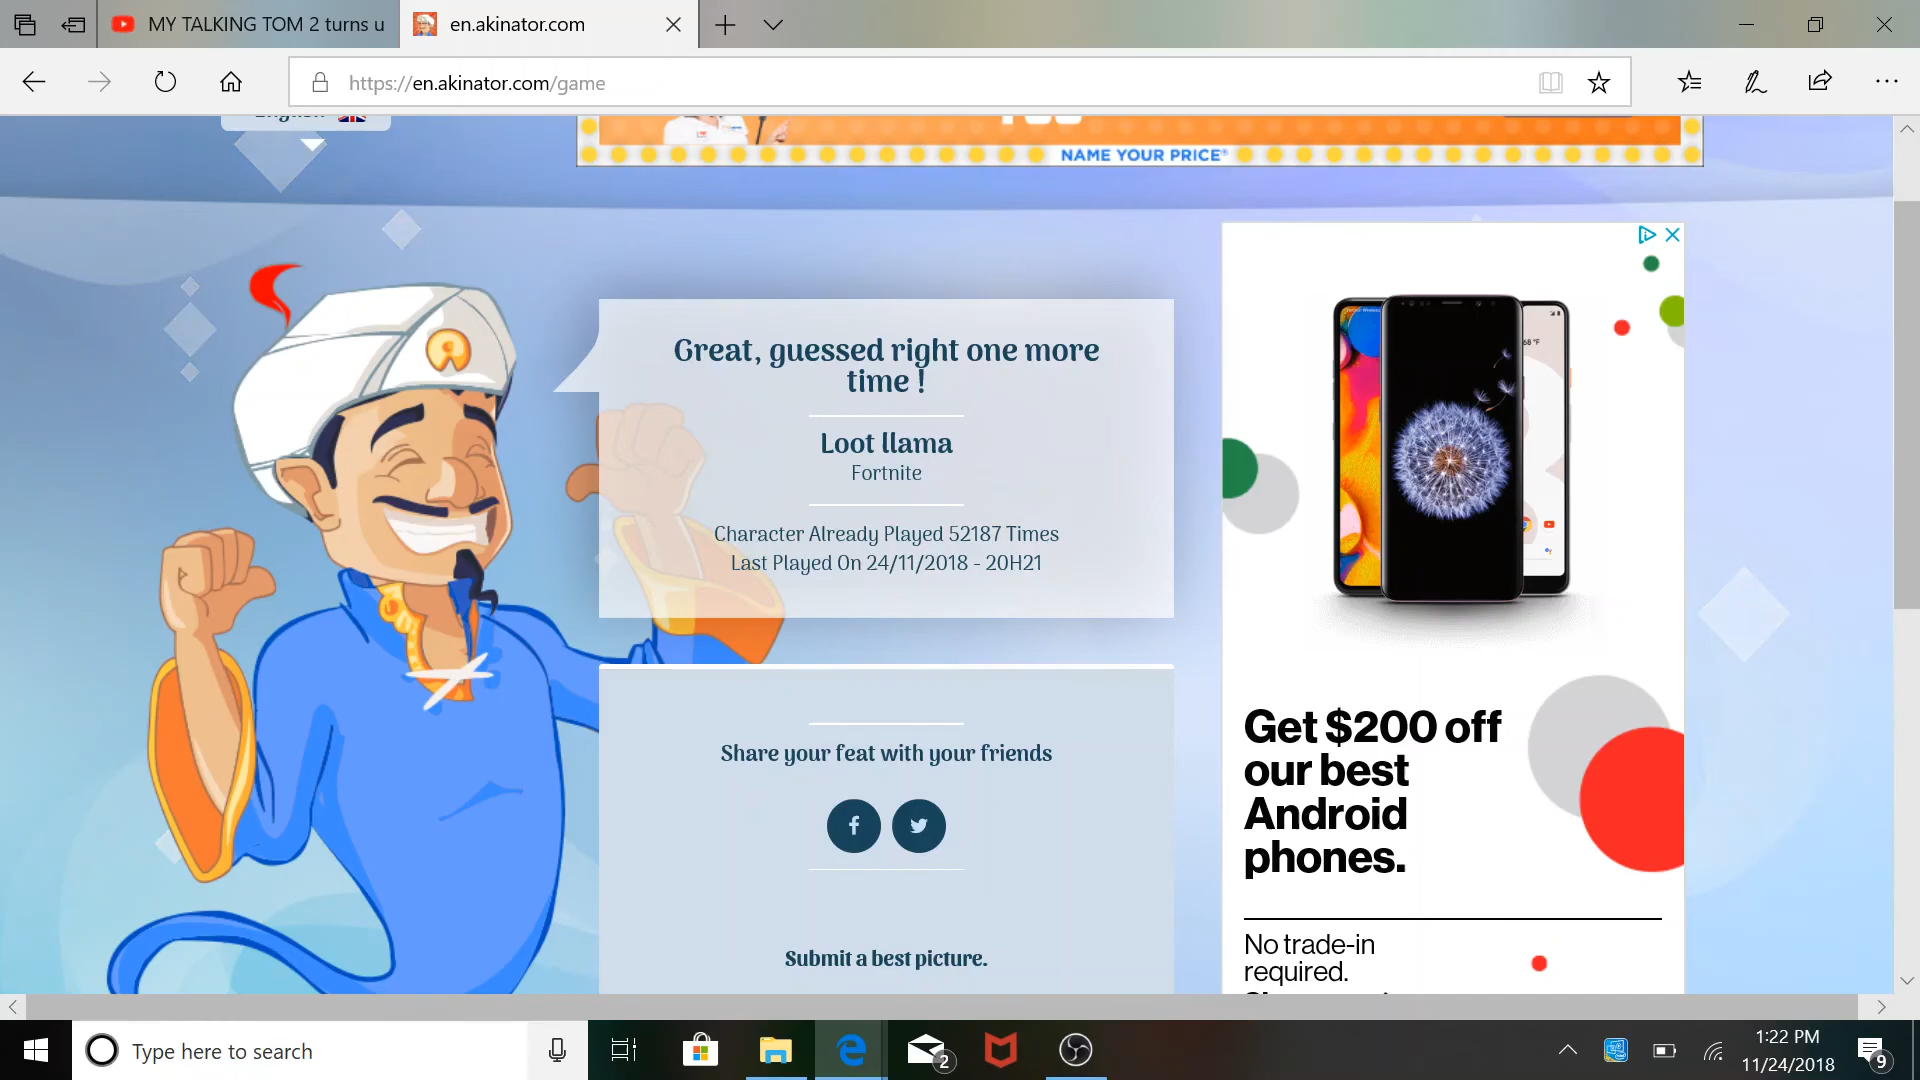 MY TALKING TOM 2 turns u
en.akinator.com
https://en.akinator.com/game
English
NAME YOUR PRICE®
Great, guessed right one more
time !
Loot llama
Fortnite
Character Already Played 52187 Times
Last Played On 24/11/2018 - 20H21
Share your feat with your friends
Submit a best picture.
Get $200 off
our best
Android
phones.
No trade-in
required.
Type here to search
2
1:22 PM
11/24/2018
9